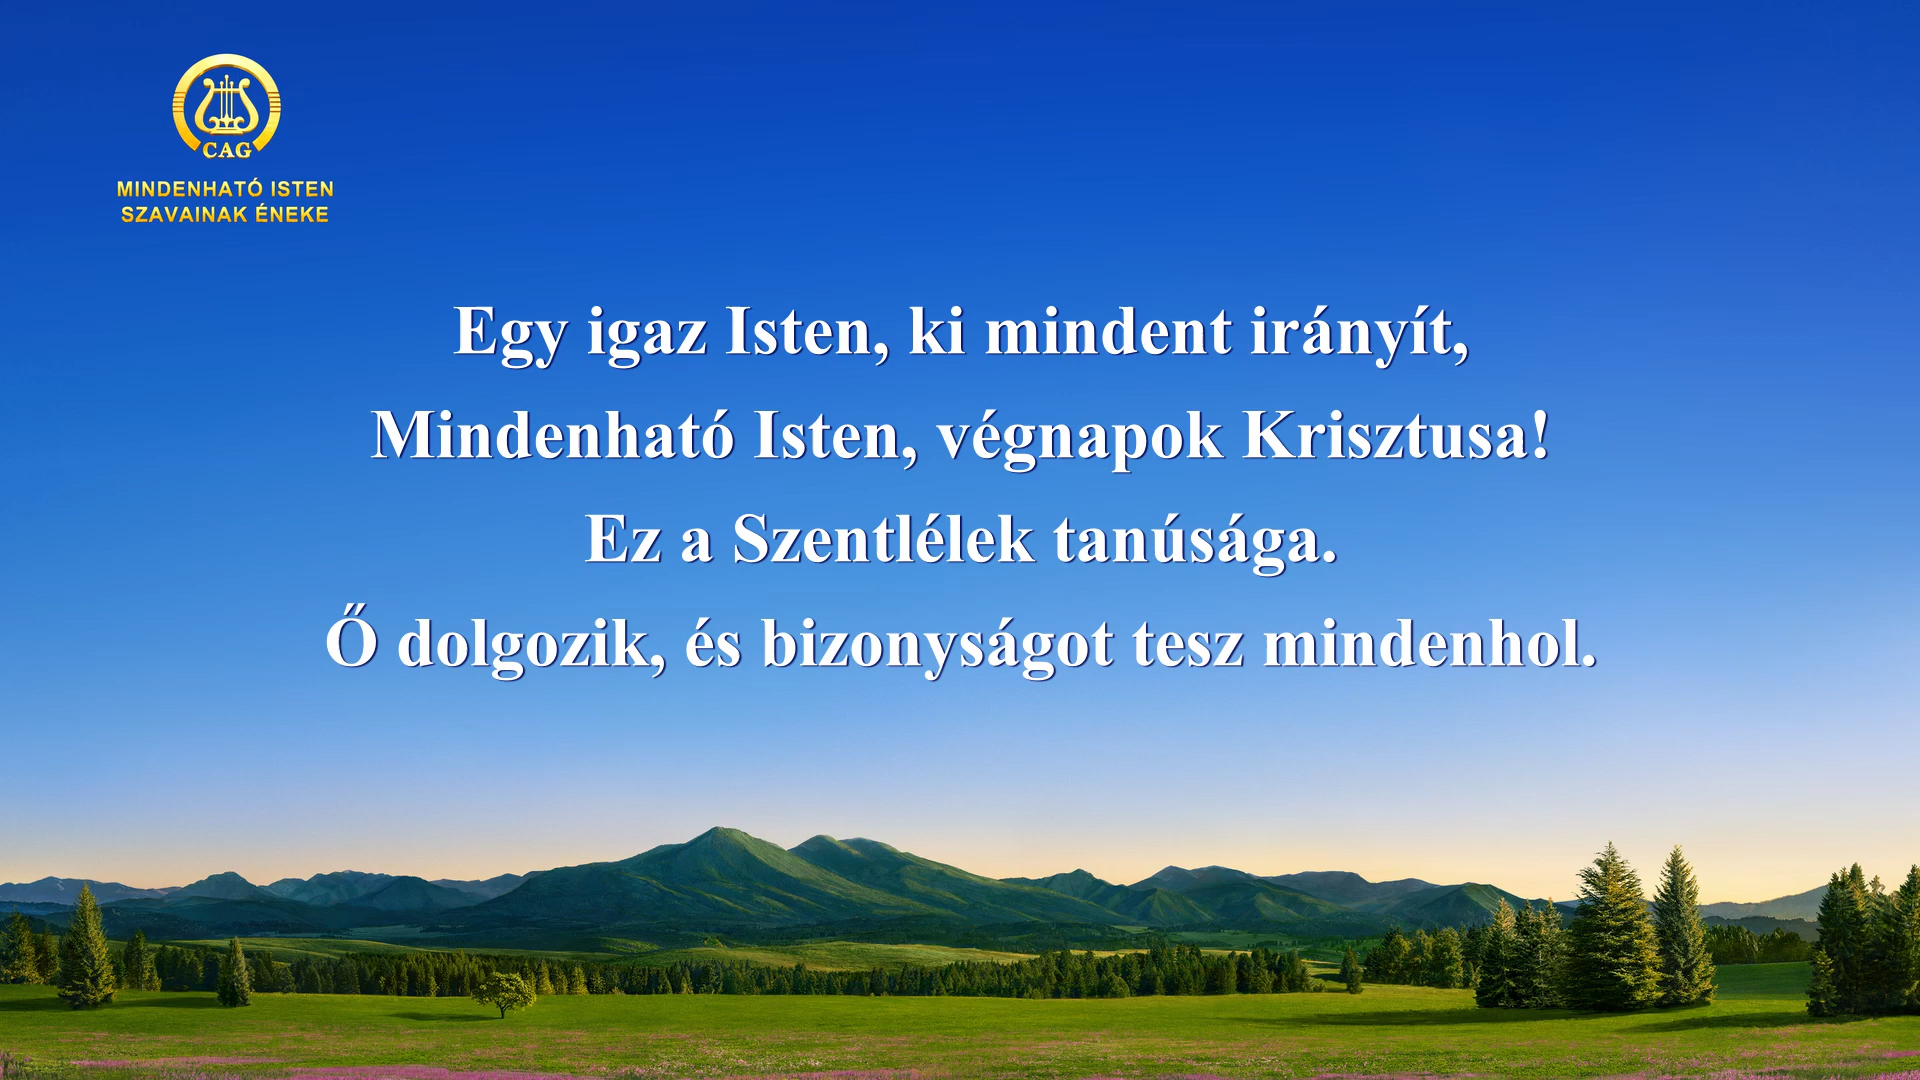 CAG
MINDENHATÓ ISTEN
SZAVAINAK ÉNEKE
Egy igaz Isten, ki mindent irányít,
Mindenható Isten, végnapok Krisztusa!
Ez a Szentlélek tanúsága.
Ő dolgozik, és bizonyságot tesz mindenhol.